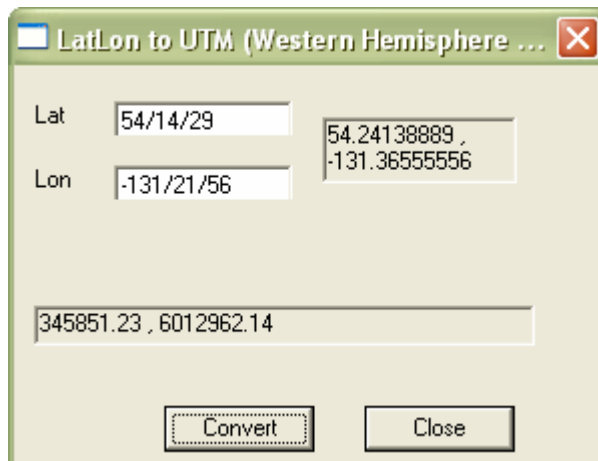 LatLon to UTM (Western Hemisphere ...
Lat
54/14/29
54.24138889 ,
-131.36555556
Lon
-131/21/56
345851.23 , 6012962.14
Convert
Close